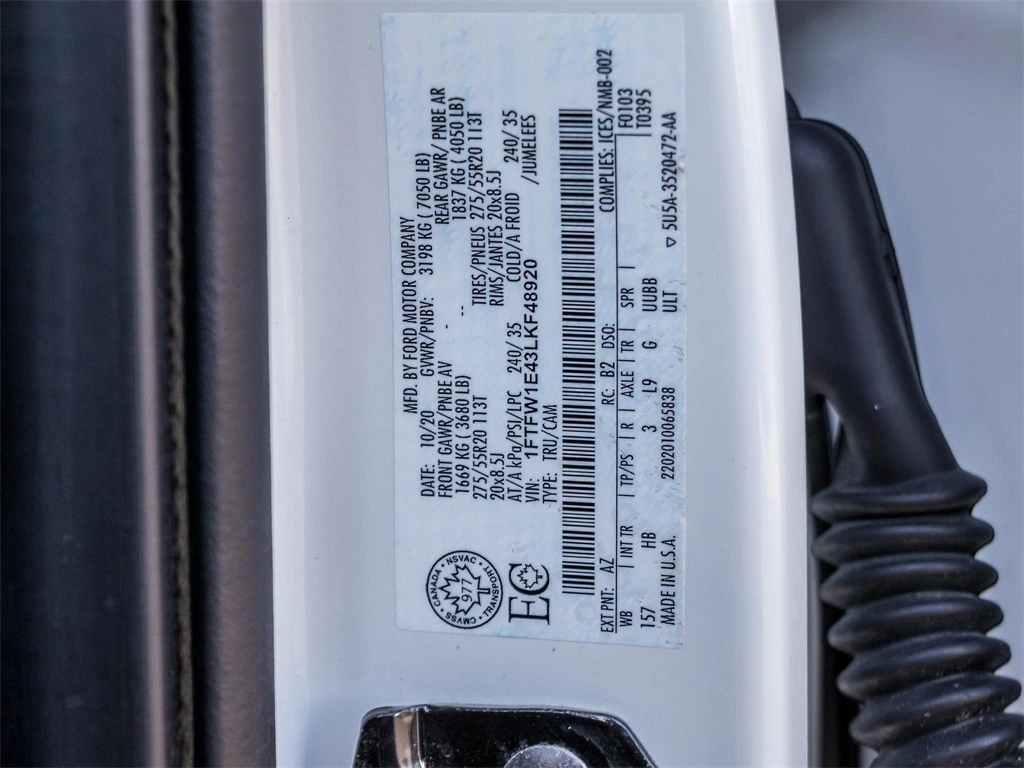 MFD. BY FORD MOTOR COMPANY
DATE: 10/20 GVWR/PNBV: 3198 KG ( 7050 LB)
FRONT GAWR/PNBE AV - REAR GAWR/ PNBE AR
1669 KG ( 3680 LB) -- 1837 KG ( 4050 LB)
275/55R20 113T TIRES/PNEUS 275/55R20 113T
20x8.5J RIMS/JANTES 20x8.5J
AT/A kPa/PSI/LPC 240/35 COLD/A FROID 240/35
VIN: 1FTFW1E43LKF48920 /JUMELEES
TYPE: TRU/CAM
CANADA • NSVAC • TRANSPORT • CMVSS •
977
EC
COMPLIES: ICES/NMB-002
EXT PNT: AZ RC: B2 DSO: F0103
WB INT TR TP/PS R AXLE TR SPR T0395
157 HB 3 L9 G UUBB
MADE IN U.S.A. 220201006583B ULT ▽ 5U5A-3520472-AA